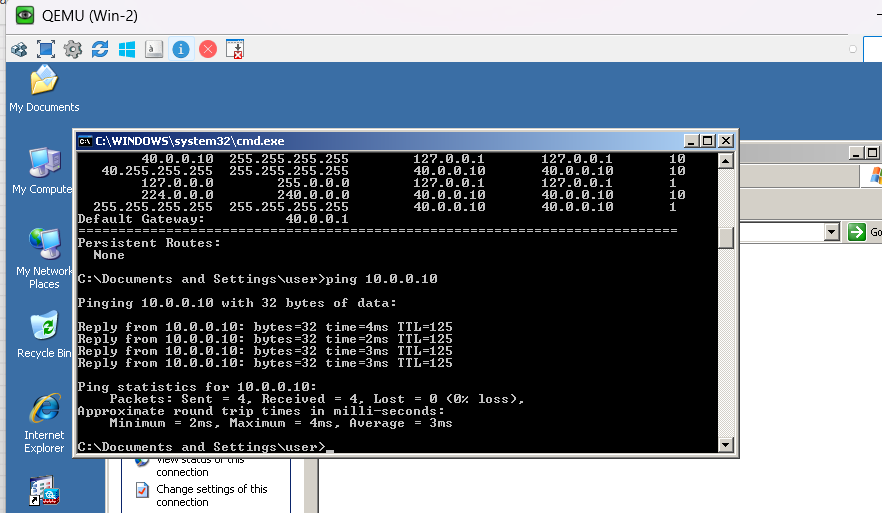 QEMU (Win-2)
My Documents
My Compute
My Network
Places
Recycle Bin
Internet
Explorer
C:\WINDOWS\system32\cmd.exe
40.0.0.10 255.255.255.255 127.0.0.1 127.0.0.1 10
40.255.255.255 255.255.255.255 40.0.0.10 40.0.0.10 10
127.0.0.0 255.0.0.0 127.0.0.1 127.0.0.1 1
224.0.0.0 240.0.0.0 40.0.0.10 40.0.0.10 10
255.255.255.255 255.255.255.255 40.0.0.10 40.0.0.10 1
Default Gateway: 40.0.0.1
===========================================================================
Persistent Routes:
None
C:\Documents and Settings\user>ping 10.0.0.10
Pinging 10.0.0.10 with 32 bytes of data:
Reply from 10.0.0.10: bytes=32 time=4ms TTL=125
Reply from 10.0.0.10: bytes=32 time=2ms TTL=125
Reply from 10.0.0.10: bytes=32 time=3ms TTL=125
Reply from 10.0.0.10: bytes=32 time=3ms TTL=125
Ping statistics for 10.0.0.10:
Packets: Sent = 4, Received = 4, Lost = 0 (0% loss),
Approximate round trip times in milli-seconds:
Minimum = 2ms, Maximum = 4ms, Average = 3ms
C:\Documents and Settings\user>_
Go
View status of this
connection
Change settings of this
connection